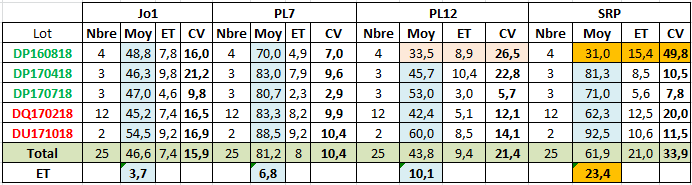 Jo1 PL7 PL12 SRP
Lot Nbre Moy ET CV Nbre Moy ET CV Nbre Moy ET CV Nbre Moy ET CV
DP160818 4 48,8 7,8 16,0 4 70,0 4,9 7,0 4 33,5 8,9 26,5 4 31,0 15,4 49,8
DP170418 3 46,3 9,8 21,2 3 83,0 7,9 9,6 3 45,7 10,4 22,8 3 81,3 8,5 10,5
DP170718 3 47,0 4,6 9,8 3 80,7 2,3 2,9 3 53,0 3,0 5,7 3 71,0 5,6 7,8
DQ170218 12 45,2 7,4 16,5 12 83,3 8,2 9,9 12 42,4 5,1 12,1 12 62,3 12,5 20,0
DU171018 2 54,5 9,2 16,9 2 88,5 9,2 10,4 2 60,0 8,5 14,1 2 92,5 10,6 11,5
Total 25 46,6 7,4 15,9 25 81,2 8 10,4 25 43,8 9,4 21,4 25 61,9 21,0 33,9
ET 3,7 6,8 10,1 23,4